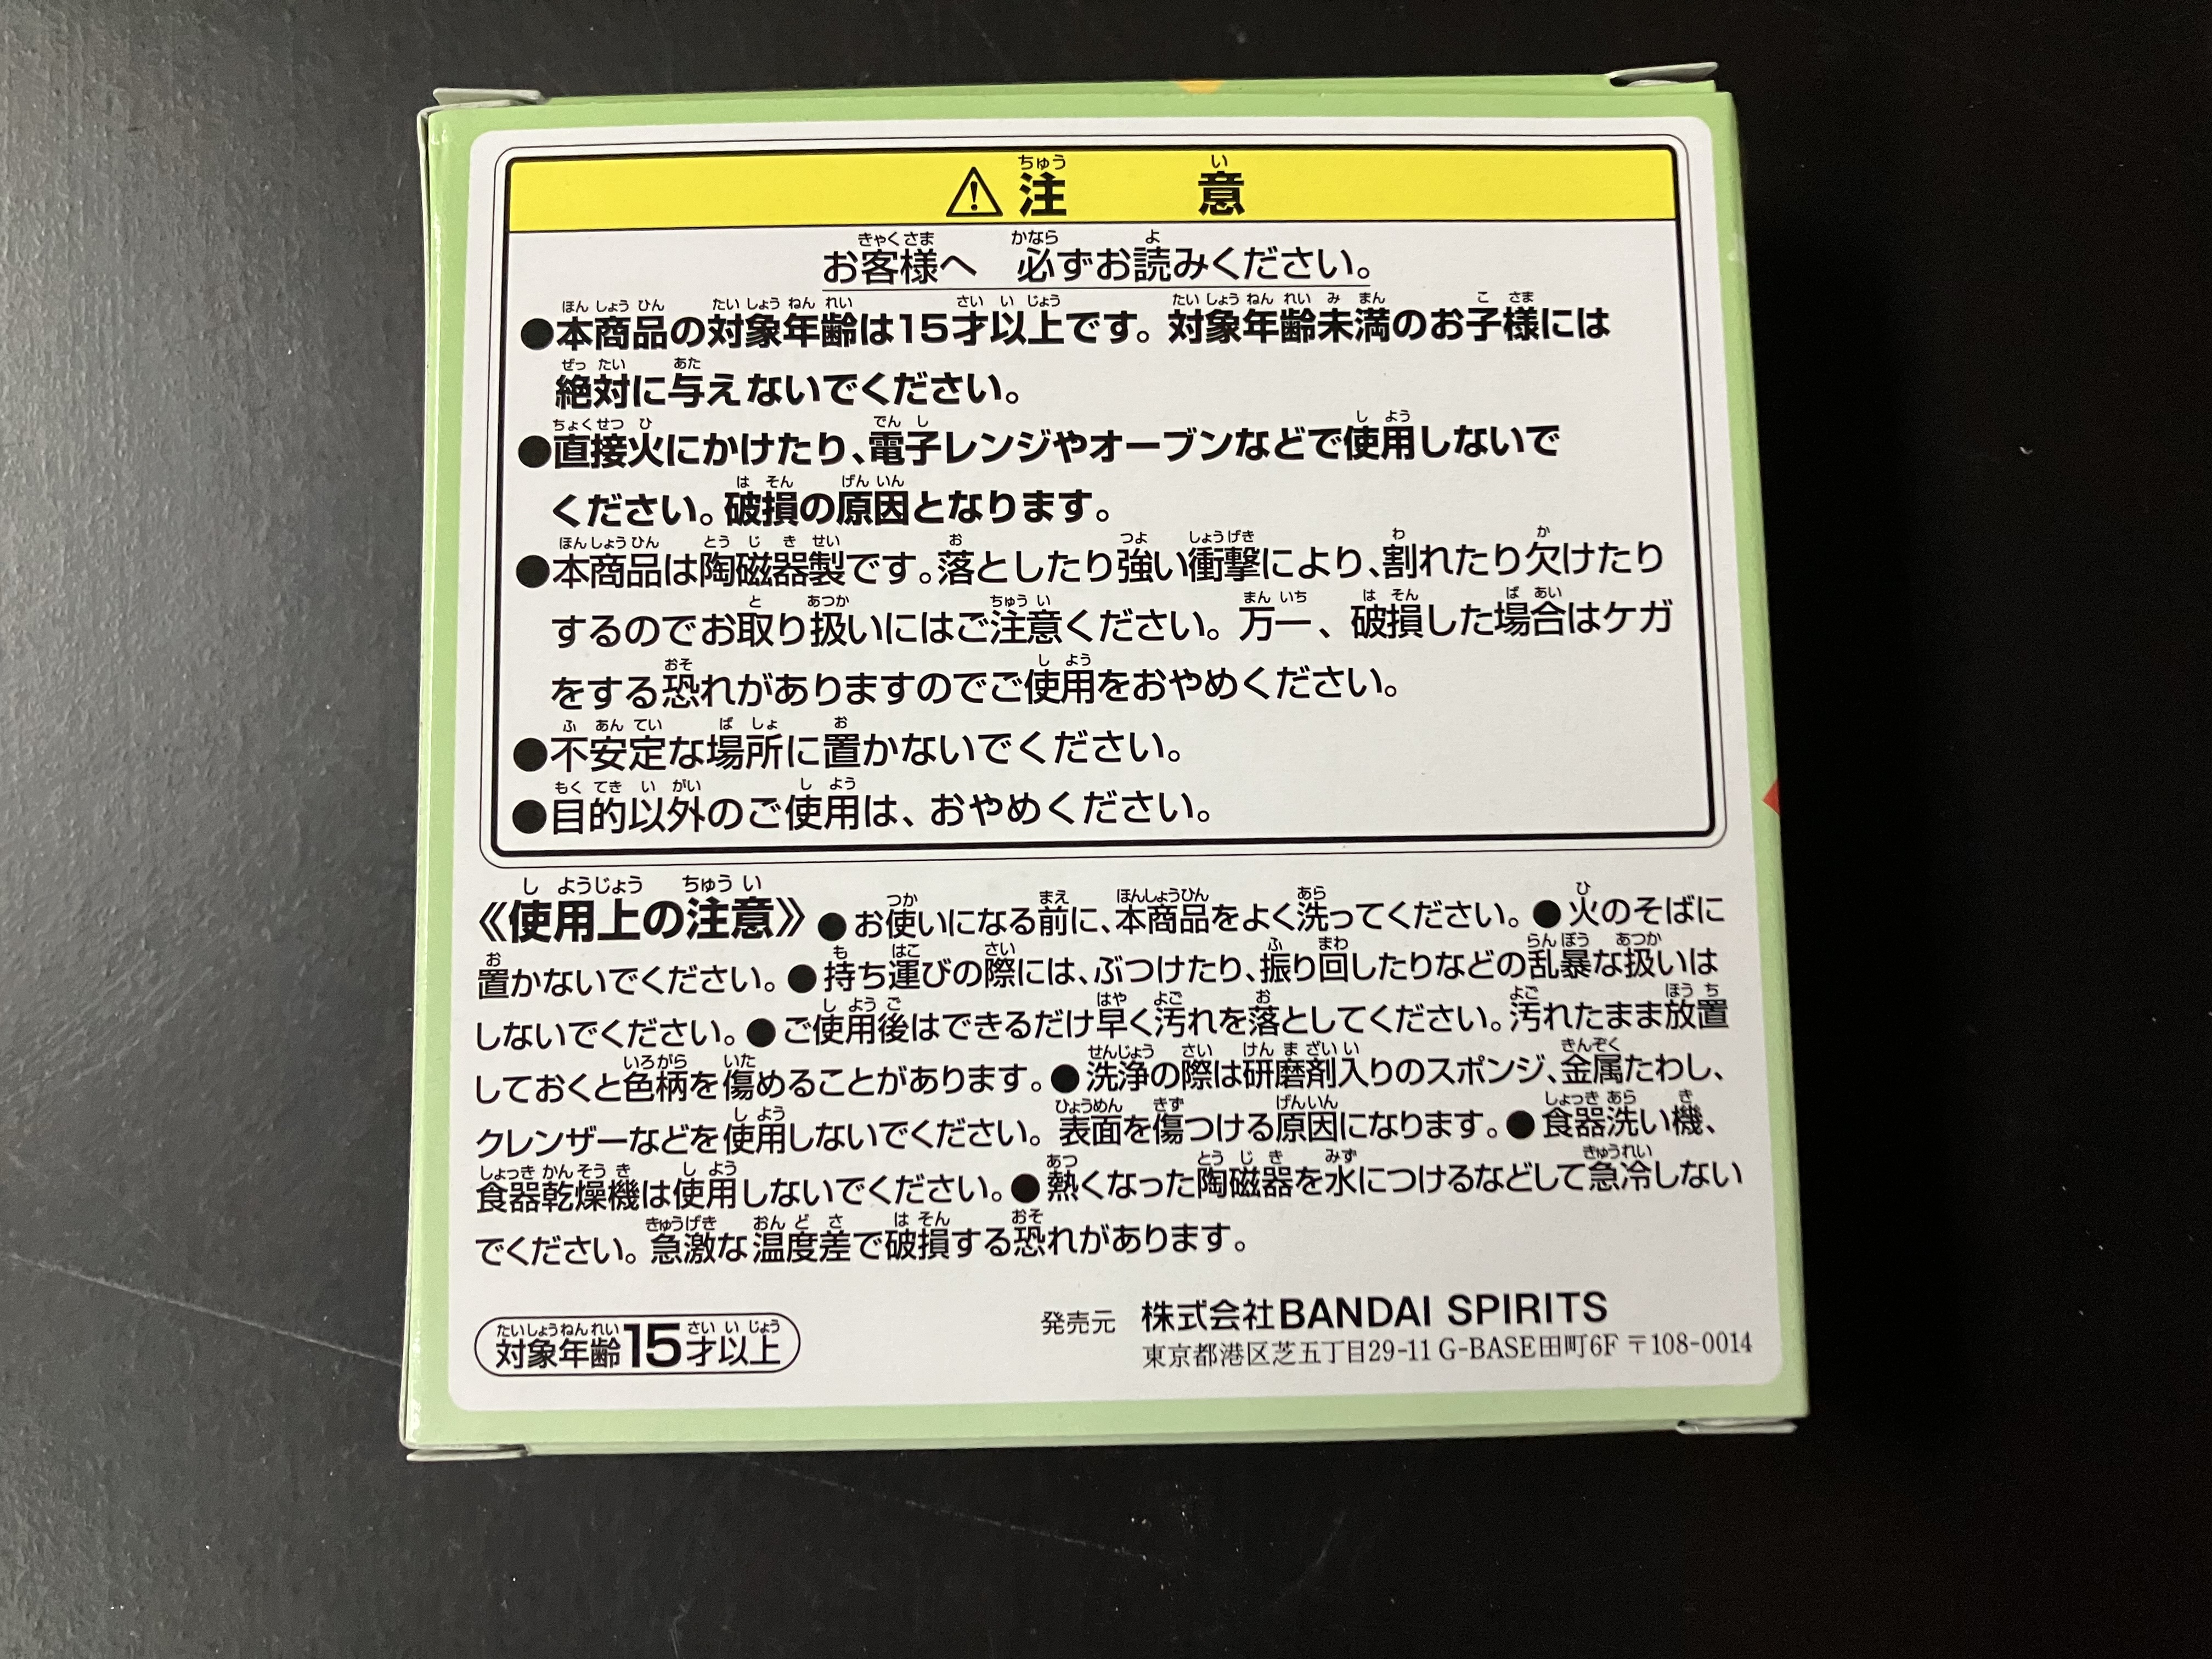 ⚠注意
お客様へ 必ずお読みください。
●本商品の対象年齢は15才以上です。対象年齢未満のお子様には
絶対に与えないでください。
●直接火にかけたり、電子レンジやオーブンなどで使用しないで
ください。破損の原因となります。
●本商品は陶磁器製です。落としたり強い衝撃により、割れたり欠けたり
するのでお取り扱いにはご注意ください。万一、破損した場合はケガ
をする恐れがありますのでご使用をおやめください。
●不安定な場所に置かないでください。
●目的以外のご使用は、おやめください。
《使用上の注意》●お使いになる前に、本商品をよく洗ってください。●火のそばに
置かないでください。●持ち運びの際には、ぶつけたり、振り回したりなどの乱暴な扱いは
しないでください。●ご使用後はできるだけ早く汚れを落としてください。汚れたまま放置
しておくと色柄を傷めることがあります。●洗浄の際は研磨剤入りのスポンジ、金属たわし、
クレンザーなどを使用しないでください。表面を傷つける原因になります。●食器洗い機、
食器乾燥機は使用しないでください。●熱くなった陶磁器を水につけるなどして急冷しない
でください。急激な温度差で破損する恐れがあります。
対象年齢15才以上
発売元 株式会社BANDAI SPIRITS
東京都港区芝五丁目29-11 G-BASE田町6F 〒108-0014